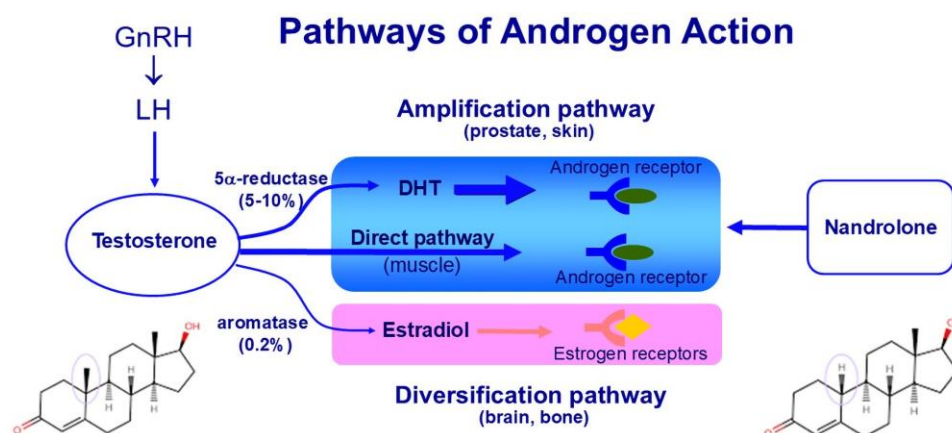 GnRH
Pathways of Androgen Action
LH
Amplification pathway
(prostate, skin)
5α-reductase
(5-10%)
DHT
Androgen receptor
Testosterone
Direct pathway
(muscle)
Androgen receptor
Nandrolone
aromatase
(0.2%)
Estradiol
Estrogen receptors
Diversification pathway
(brain, bone)
OH
H
H
H
O
O
H
H
H
H
O